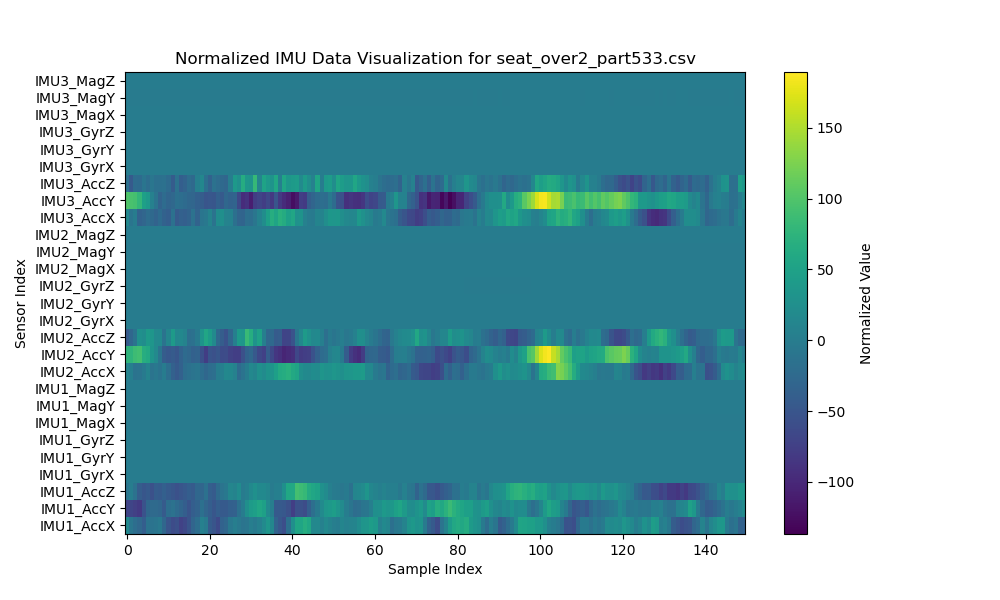 Normalized IMU Data Visualization for seat_over2_part533.csv
IMU3_MagZ
IMU3_MagY
IMU3_MagX
IMU3_GyrZ
IMU3_GyrY
IMU3_GyrX
IMU3_AccZ
IMU3_AccY
IMU3_AccX
IMU2_MagZ
IMU2_MagY
IMU2_MagX
IMU2_GyrZ
IMU2_GyrY
IMU2_GyrX
IMU2_AccZ
IMU2_AccY
IMU2_AccX
IMU1_MagZ
IMU1_MagY
IMU1_MagX
IMU1_GyrZ
IMU1_GyrY
IMU1_GyrX
IMU1_AccZ
IMU1_AccY
IMU1_AccX
Sensor Index
0 20 40 60 80 100 120 140
Sample Index
150
100
50
0
−50
−100
Normalized Value